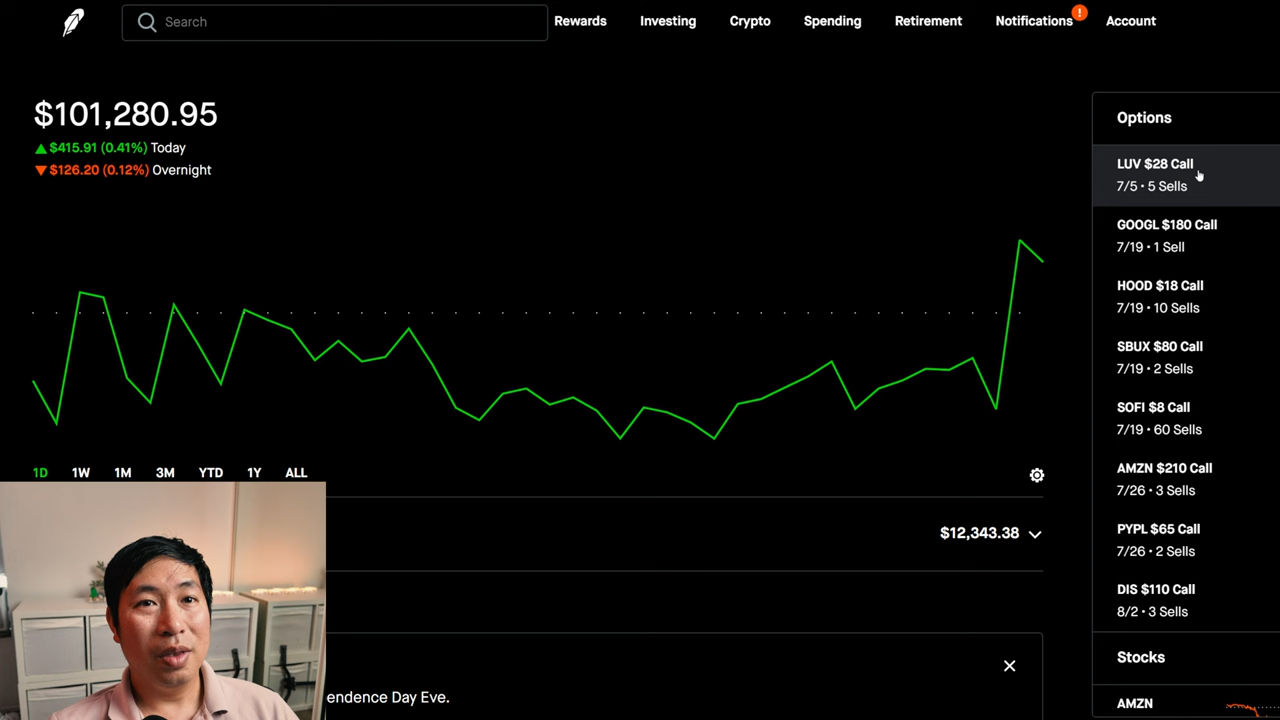 Search
Rewards
Investing
Crypto
Spending
Retirement
Notifications
!
Account
$101,280.95
$415.91 (0.41%) Today
$126.20 (0.12%) Overnight
1D
1W
1M
3M
YTD
1Y
ALL
$12,343.38
endence Day Eve.
Options
LUV $28 Call
7/5 • 5 Sells
GOOGL $180 Call
7/19 • 1 Sell
HOOD $18 Call
7/19 • 10 Sells
SBUX $80 Call
7/19 • 2 Sells
SOFI $8 Call
7/19 • 60 Sells
AMZN $210 Call
7/26 • 3 Sells
PYPL $65 Call
7/26 • 2 Sells
DIS $110 Call
8/2 • 3 Sells
Stocks
AMZN